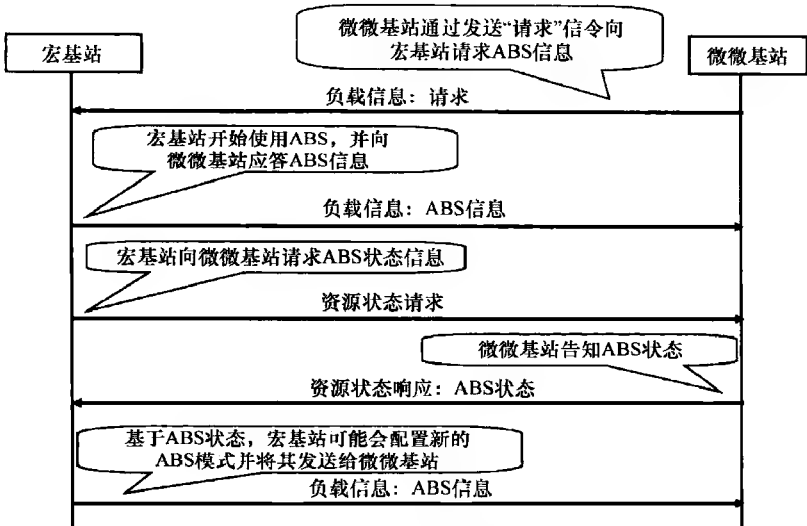 微微基站通过发送“请求”信令向
宏基站请求ABS信息
宏基站
微微基站
负载信息：请求
宏基站开始使用ABS，并向
微微基站应答ABS信息
负载信息：ABS信息
宏基站向微微基站请求ABS状态信息
资源状态请求
微微基站告知ABS状态
资源状态响应：ABS状态
基于ABS状态，宏基站可能会配置新的
ABS模式并将其发送给微微基站
负载信息：ABS信息